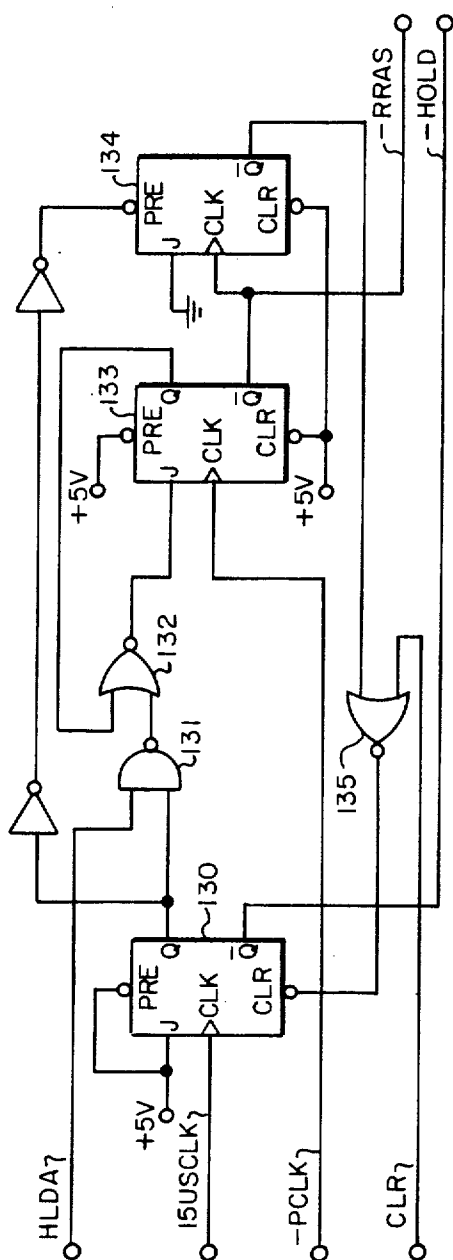 HLDA
15USCLK
-PCLK
CLR
+5V
PRE
J
CLK
CLR
Q
Q
130
131
132
+5V
PRE
J
CLK
CLR
Q
Q
133
+5V
PRE
J
CLK
CLR
Q
134
135
-RRAS
-HOLD